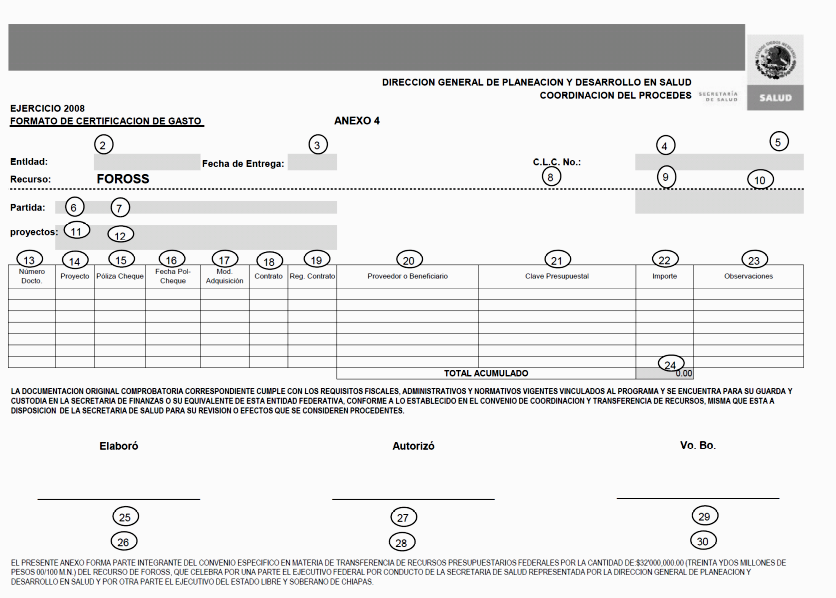 DIRECCION GENERAL DE PLANEACION Y DESARROLLO EN SALUD
COORDINACION DEL PROCEDES
SECRETARÍA
DE SALUD
SALUD
EJERCICIO 2008
FORMATO DE CERTIFICACION DE GASTO
ANEXO 4
2 3 4 5
Entidad: Fecha de Entrega: C.L.C. No.:
Recurso: FOROSS 8 9 10
Partida: 6 7
proyectos: 11 12
13 14 15 16 17 18 19 20 21 22 23
Número Docto. Proyecto Póliza Cheque Fecha Pol-Cheque Mod. Adquisición Contrato Reg. Contrato Proveedor o Beneficiario Clave Presupuestal Importe Observaciones
24
TOTAL ACUMULADO 0.00
LA DOCUMENTACION ORIGINAL COMPROBATORIA CORRESPONDIENTE CUMPLE CON LOS REQUISITOS FISCALES, ADMINISTRATIVOS Y NORMATIVOS VIGENTES VINCULADOS AL PROGRAMA Y SE ENCUENTRA PARA SU GUARDA Y
CUSTODIA EN LA SECRETARIA DE FINANZAS O SU EQUIVALENTE DE ESTA ENTIDAD FEDERATIVA, CONFORME A LO ESTABLECIDO EN EL CONVENIO DE COORDINACION Y TRANSFERENCIA DE RECURSOS, MISMA QUE ESTA A
DISPOSICION DE LA SECRETARIA DE SALUD PARA SU REVISION O EFECTOS QUE SE CONSIDEREN PROCEDENTES.
Elaboró Autorizó Vo. Bo.
25 27 29
26 28 30
EL PRESENTE ANEXO FORMA PARTE INTEGRANTE DEL CONVENIO ESPECIFICO EN MATERIA DE TRANSFERENCIA DE RECURSOS PRESUPUESTARIOS FEDERALES POR LA CANTIDAD DE:$32'000,000.00 (TREINTA YDOS MILLONES DE
PESOS 00/100 M.N.) DEL RECURSO DE FOROSS, QUE CELEBRA POR UNA PARTE EL EJECUTIVO FEDERAL POR CONDUCTO DE LA SECRETARIA DE SALUD REPRESENTADA POR LA DIRECCION GENERAL DE PLANEACION Y
DESARROLLO EN SALUD Y POR OTRA PARTE EL EJECUTIVO DEL ESTADO LIBRE Y SOBERANO DE CHIAPAS.